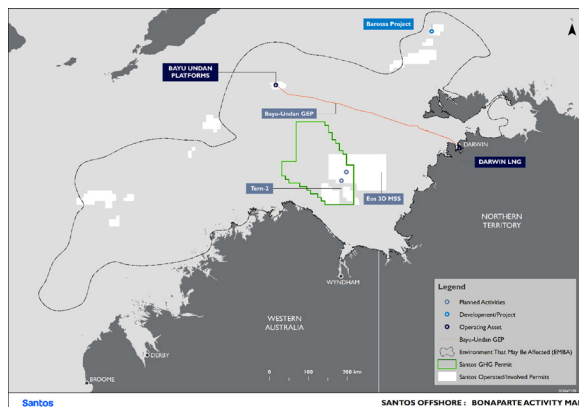 Barossa Project
BAYU UNDAN
PLATFORMS
Bayu-Undan GEP
DARWIN
DARWIN LNG
Tern-2
Eos 3D MSS
NORTHERN
TERRITORY
WYNDHAM
WESTERN
AUSTRALIA
DERBY
BROOME
0
100
200 km
Legend
Planned Activities
Development/Project
Operating Asset
Bayu-Undan GEP
Environment That May Be Affected (EMBA)
Santos GHG Permit
Santos Operated/Involved Permits
Santos
SANTOS OFFSHORE : BONAPARTE ACTIVITY MAP